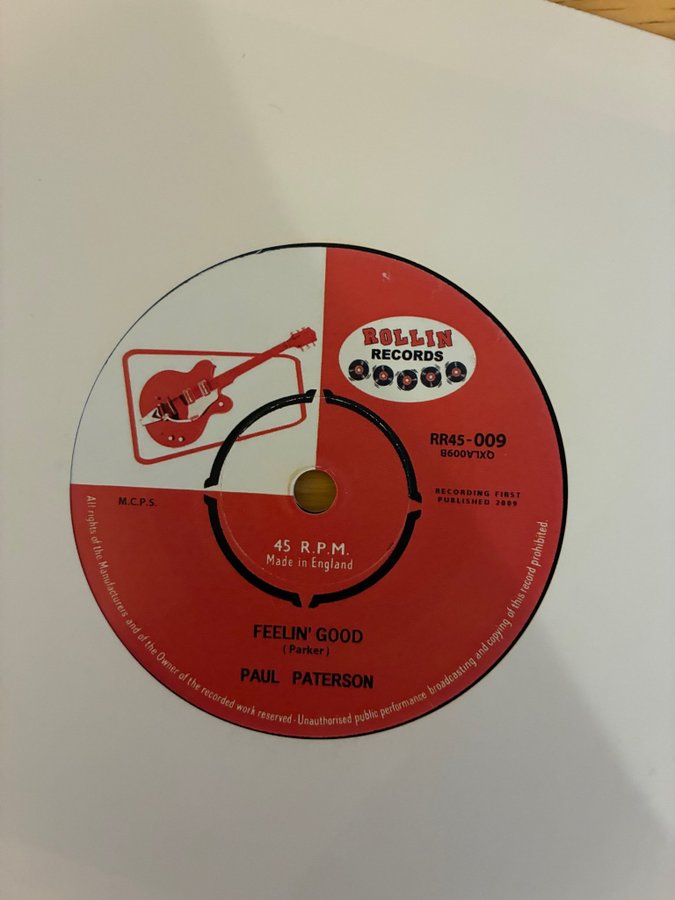 ROLLIN
RECORDS
RR45-009
QXLA009B
M.C.P.S.
RECORDING FIRST
PUBLISHED 2009
45 R.P.M.
Made in England
FEELIN' GOOD
(Parker)
PAUL PATERSON
All rights of the Manufacturers and of the Owner of the recorded work reserved - Unauthorised public performance broadcasting and copying of this record prohibited.